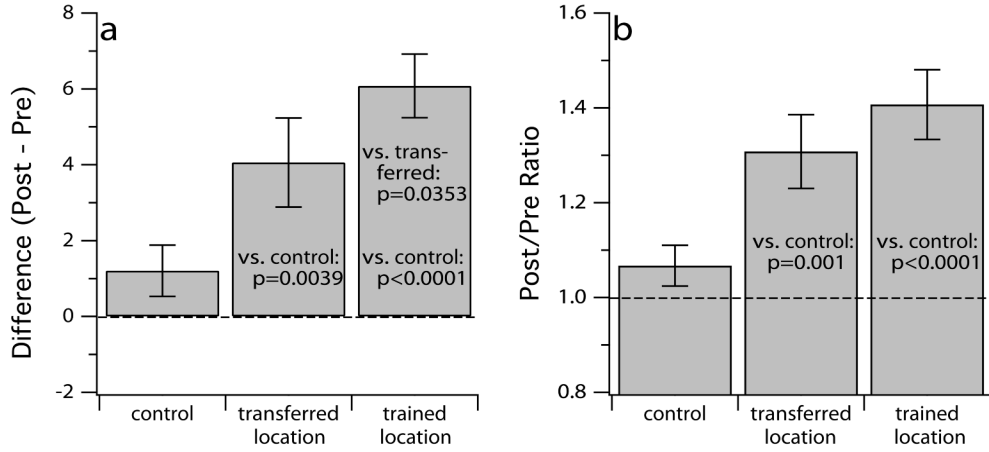 a
Difference (Post - Pre)
8
6
4
2
0
-2
vs. control:
p=0.0039
vs. trans-
ferred:
p=0.0353
vs. control:
p<0.0001
control
transferred
location
trained
location
b
Post/Pre Ratio
1.6
1.4
1.2
1.0
0.8
vs. control:
p=0.001
vs. control:
p<0.0001
control
transferred
location
trained
location